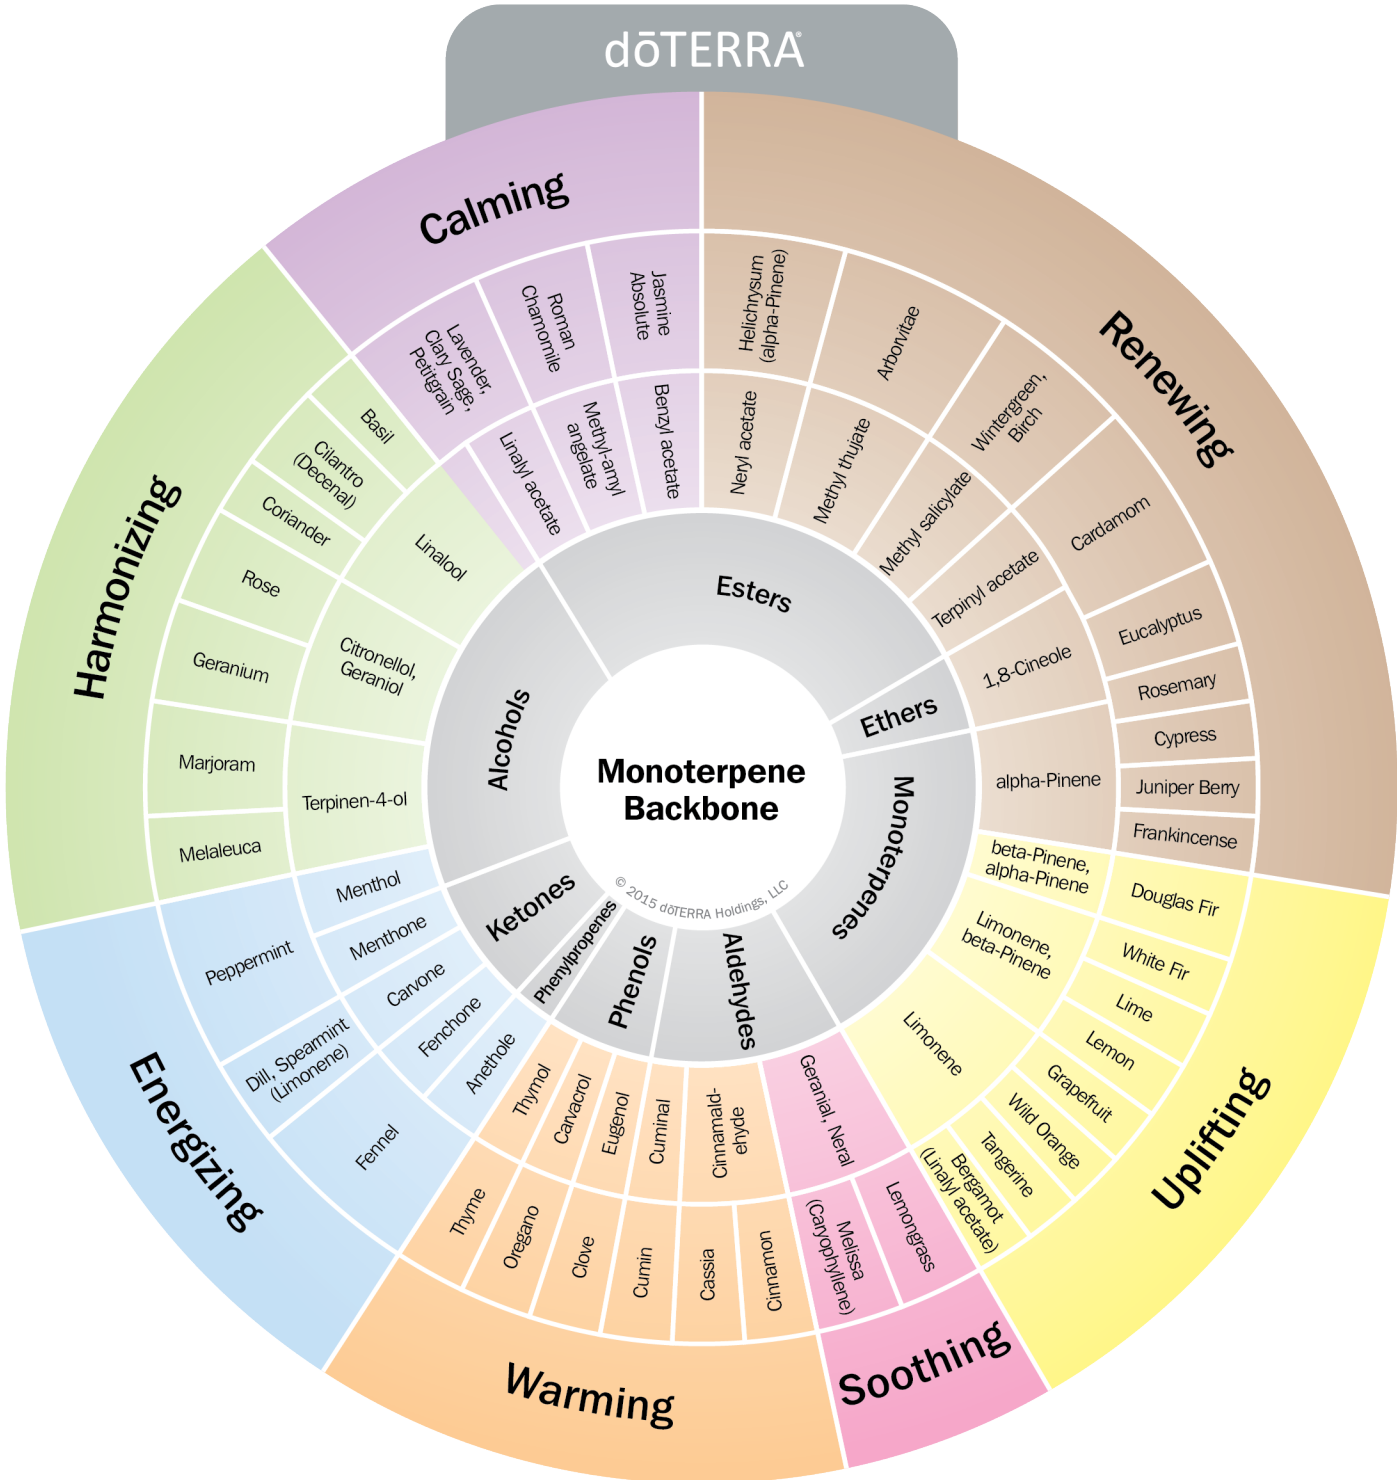 dōTERRA®
Calming
Renewing
Uplifting
Soothing
Warming
Energizing
Harmonizing
Lavender,
Clary Sage,
Petitgrain
Roman
Chamomile
Jasmine
Absolute
Helichrysum
(alpha-Pinene)
Arborvitae
Wintergreen,
Birch
Cardamom
Eucalyptus
Rosemary
Cypress
Juniper Berry
Frankincense
Douglas Fir
White Fir
Lime
Lemon
Grapefruit
Wild Orange
Tangerine
Bergamot
(Linalyl acetate)
Lemongrass
Melissa
(Caryophyllene)
Cinnamon
Cassia
Cumin
Clove
Oregano
Thyme
Fennel
Dill, Spearmint
(Limonene)
Peppermint
Melaleuca
Marjoram
Geranium
Rose
Coriander
Cilantro
(Decenal)
Basil
Linalyl acetate
Methyl-amyl
angelate
Benzyl acetate
Neryl acetate
Methyl thujate
Methyl salicylate
Terpinyl acetate
1,8-Cineole
alpha-Pinene
beta-Pinene,
alpha-Pinene
Limonene,
beta-Pinene
Limonene
Geranial, Neral
Cinnamald-
ehyde
Cuminal
Eugenol
Carvacrol
Thymol
Anethole
Fenchone
Carvone
Menthone
Menthol
Terpinen-4-ol
Citronellol,
Geraniol
Linalool
Esters
Ethers
Monoterpenes
Aldehydes
Phenols
Phenylpropenes
Ketones
Alcohols
Monoterpene
Backbone
© 2015 dōTERRA Holdings, LLC